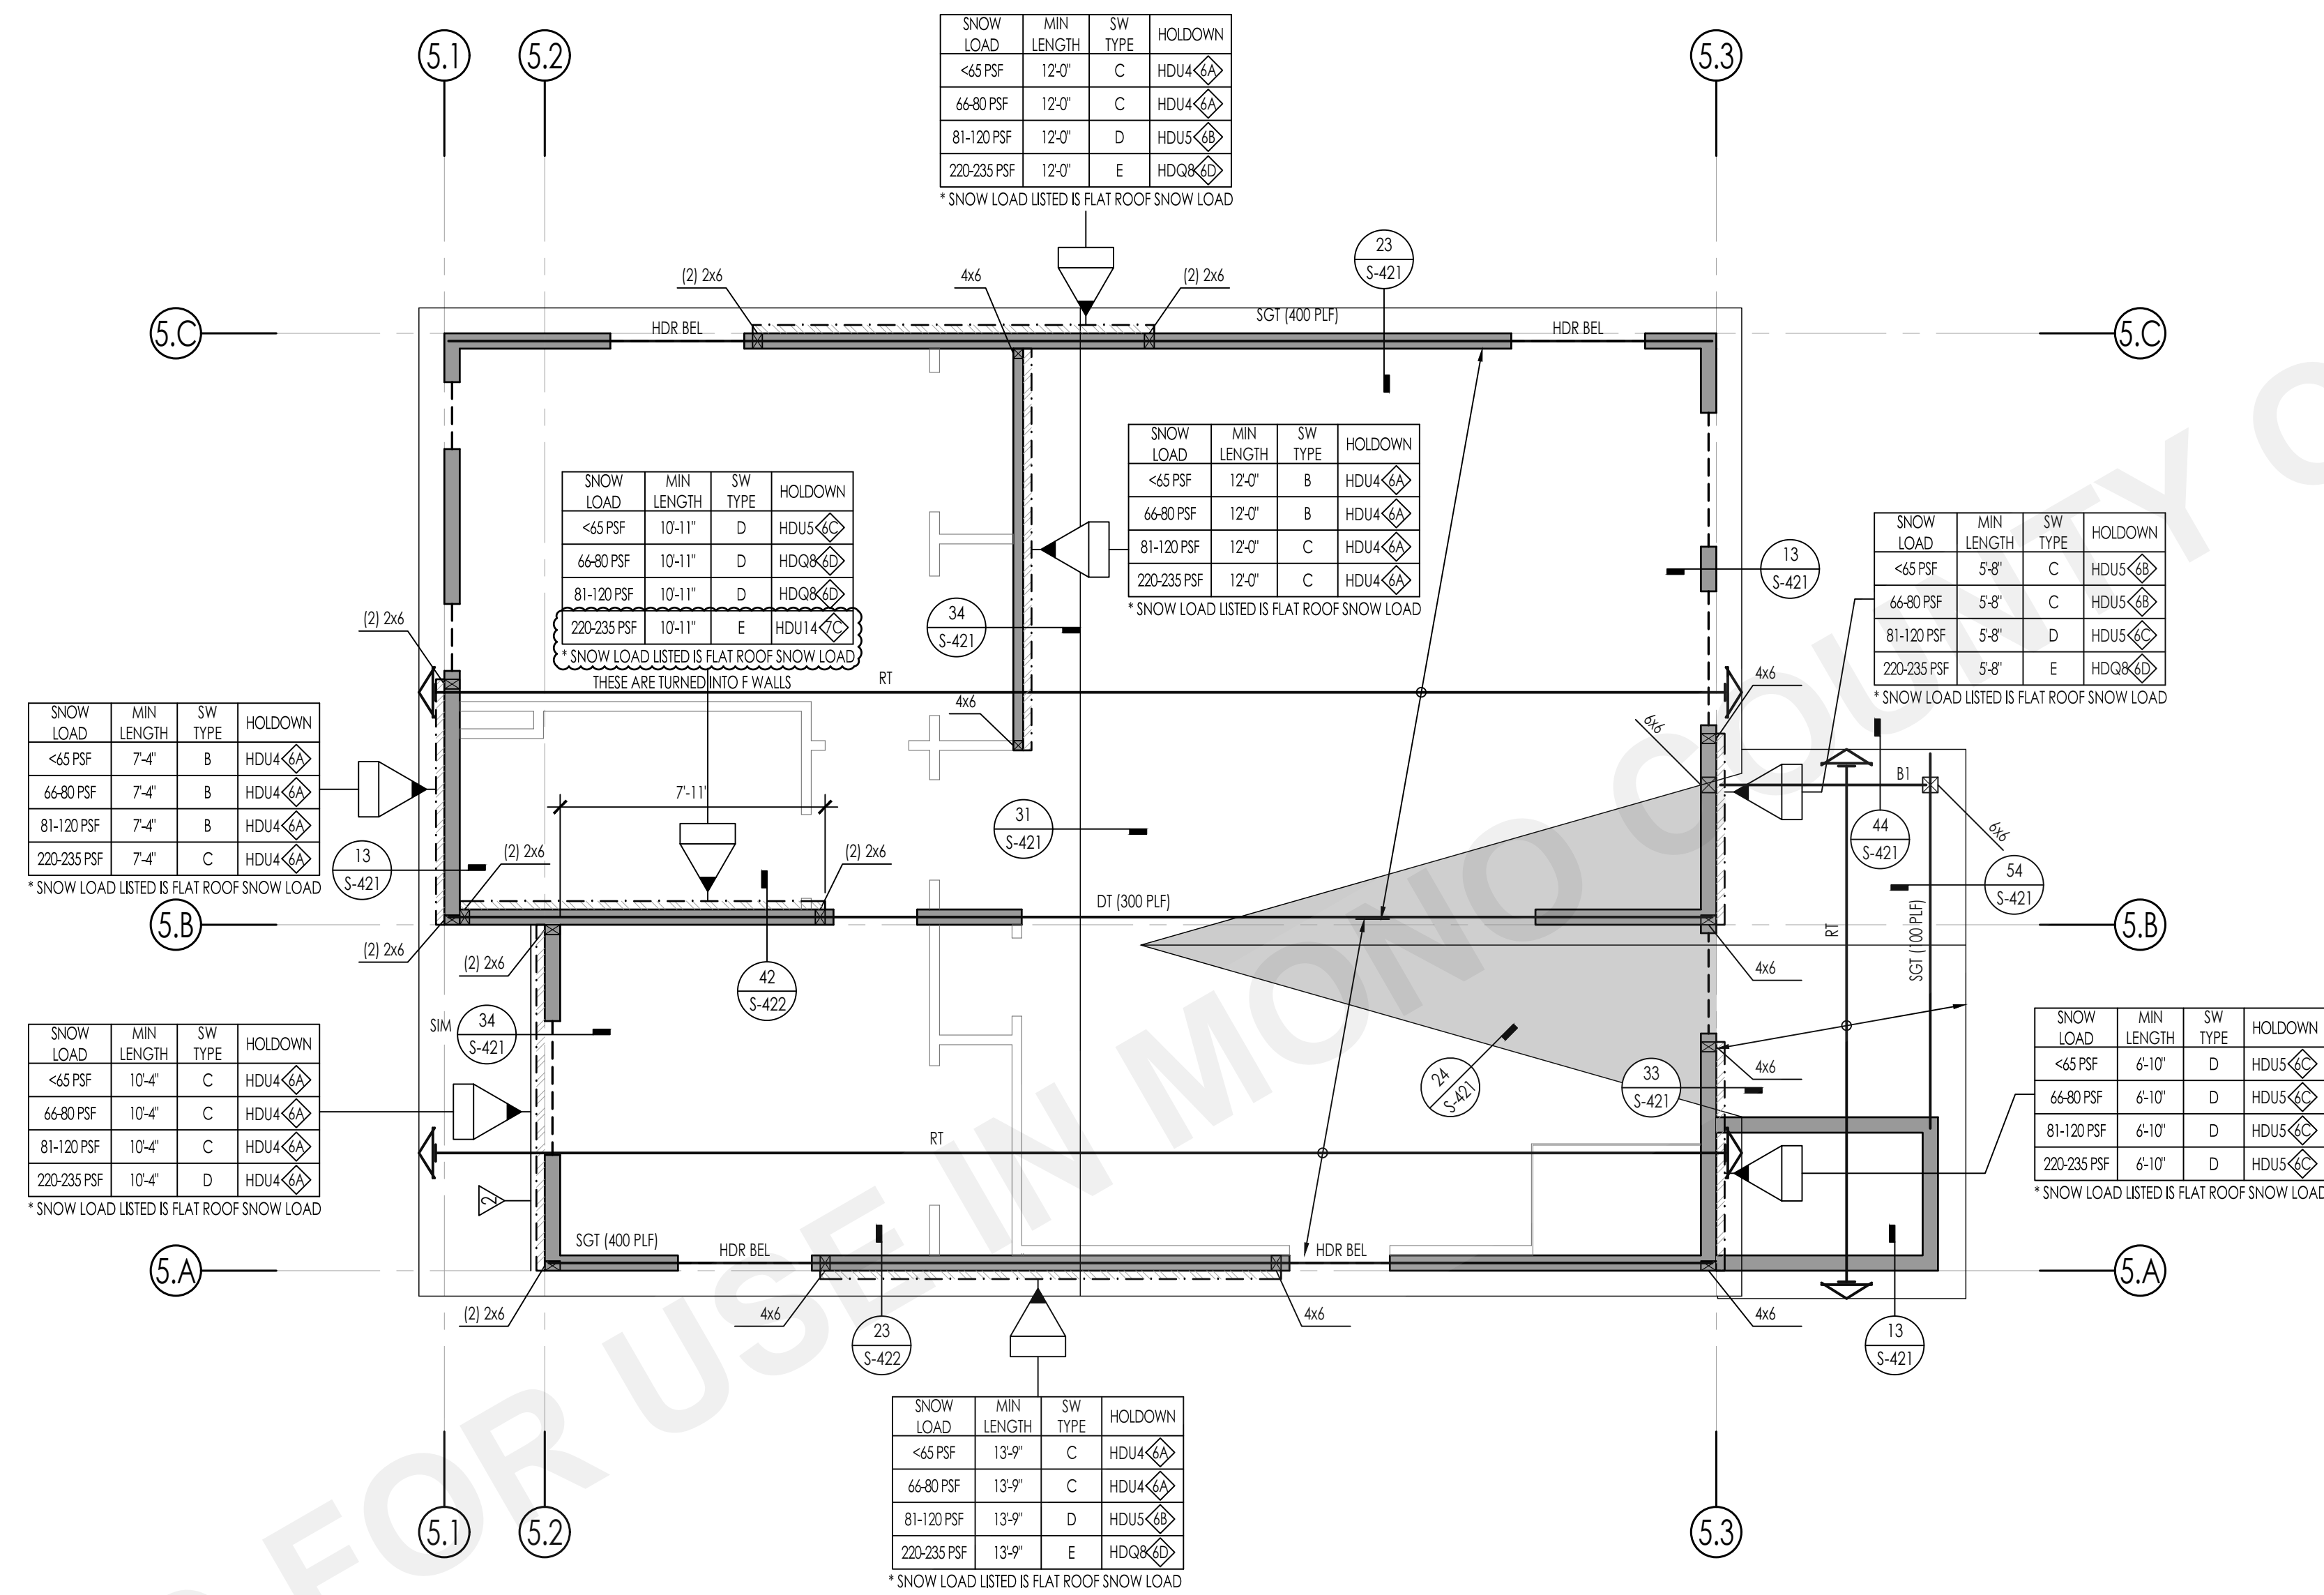 5.1 5.2 5.3
SNOW LOAD MIN LENGTH SW TYPE HOLDOWN
<65 PSF 12'-0" C HDU4 6A
66-80 PSF 12'-0" C HDU4 6A
81-120 PSF 12'-0" D HDU5 6B
220-235 PSF 12'-0" E HDQ8 6D
* SNOW LOAD LISTED IS FLAT ROOF SNOW LOAD
23
S-421
(2) 2x6 4x6 (2) 2x6
5.C HDR BEL SGT (400 PLF) HDR BEL 5.C
SNOW LOAD MIN LENGTH SW TYPE HOLDOWN
<65 PSF 12'-0" B HDU4 6A
66-80 PSF 12'-0" B HDU4 6A
81-120 PSF 12'-0" C HDU4 6A
220-235 PSF 12'-0" C HDU4 6A
* SNOW LOAD LISTED IS FLAT ROOF SNOW LOAD
SNOW LOAD MIN LENGTH SW TYPE HOLDOWN
<65 PSF 10'-11" D HDU5 6C
66-80 PSF 10'-11" D HDQ8 6D
81-120 PSF 10'-11" D HDQ8 6D
220-235 PSF 10'-11" E HDU14 7C
* SNOW LOAD LISTED IS FLAT ROOF SNOW LOAD
THESE ARE TURNED INTO F WALLS
SNOW LOAD MIN LENGTH SW TYPE HOLDOWN
<65 PSF 5'-8" C HDU5 6B
66-80 PSF 5'-8" C HDU5 6B
81-120 PSF 5'-8" D HDU5 6C
220-235 PSF 5'-8" E HDQ8 6D
* SNOW LOAD LISTED IS FLAT ROOF SNOW LOAD
13
S-421
34
S-421
(2) 2x6
RT
4x6
4x6
6x6
SNOW LOAD MIN LENGTH SW TYPE HOLDOWN
<65 PSF 7'-4" B HDU4 6A
66-80 PSF 7'-4" B HDU4 6A
81-120 PSF 7'-4" B HDU4 6A
220-235 PSF 7'-4" C HDU4 6A
* SNOW LOAD LISTED IS FLAT ROOF SNOW LOAD
B1
7'-11"
31
S-421
44
S-421
6x6
13
S-421
(2) 2x6 (2) 2x6
54
S-421
DT (300 PLF)
5.B 5.B
RT
SGT (100 PLF)
(2) 2x6
(2) 2x6
4x6
42
S-422
SNOW LOAD MIN LENGTH SW TYPE HOLDOWN
<65 PSF 10'-4" C HDU4 6A
66-80 PSF 10'-4" C HDU4 6A
81-120 PSF 10'-4" C HDU4 6A
220-235 PSF 10'-4" D HDU4 6A
* SNOW LOAD LISTED IS FLAT ROOF SNOW LOAD
SIM
34
S-421
24
S-421
33
S-421
4x6
SNOW LOAD MIN LENGTH SW TYPE HOLDOWN
<65 PSF 6'-10" D HDU5 6C
66-80 PSF 6'-10" D HDU5 6C
81-120 PSF 6'-10" D HDU5 6C
220-235 PSF 6'-10" D HDU5 6C
* SNOW LOAD LISTED IS FLAT ROOF SNOW LOAD
RT
2
SGT (400 PLF) HDR BEL HDR BEL
5.A 5.A
(2) 2x6 4x6 4x6 4x6
23
S-422
13
S-421
SNOW LOAD MIN LENGTH SW TYPE HOLDOWN
<65 PSF 13'-9" C HDU4 6A
66-80 PSF 13'-9" C HDU4 6A
81-120 PSF 13'-9" D HDU5 6B
220-235 PSF 13'-9" E HDQ8 6D
* SNOW LOAD LISTED IS FLAT ROOF SNOW LOAD
5.1 5.2 5.3
FOR USE IN MONO COUNTY